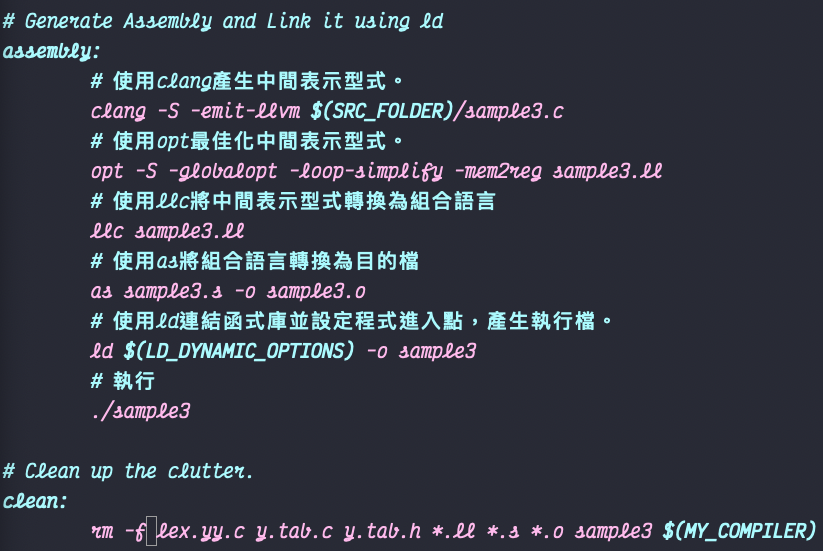 # Generate Assembly and Link it using ld
assembly:
# 使用clang產生中間表示型式。
clang -S -emit-llvm $(SRC_FOLDER)/sample3.c
# 使用opt最佳化中間表示型式。
opt -S -globalopt -loop-simplify -mem2reg sample3.ll
# 使用llc將中間表示型式轉換為組合語言
llc sample3.ll
# 使用as將組合語言轉換為目的檔
as sample3.s -o sample3.o
# 使用ld連結函式庫並設定程式進入點，產生執行檔。
ld $(LD_DYNAMIC_OPTIONS) -o sample3
# 執行
./sample3
# Clean up the clutter.
clean:
rm -f lex.yy.c y.tab.c y.tab.h *.ll *.s *.o sample3 $(MY_COMPILER)